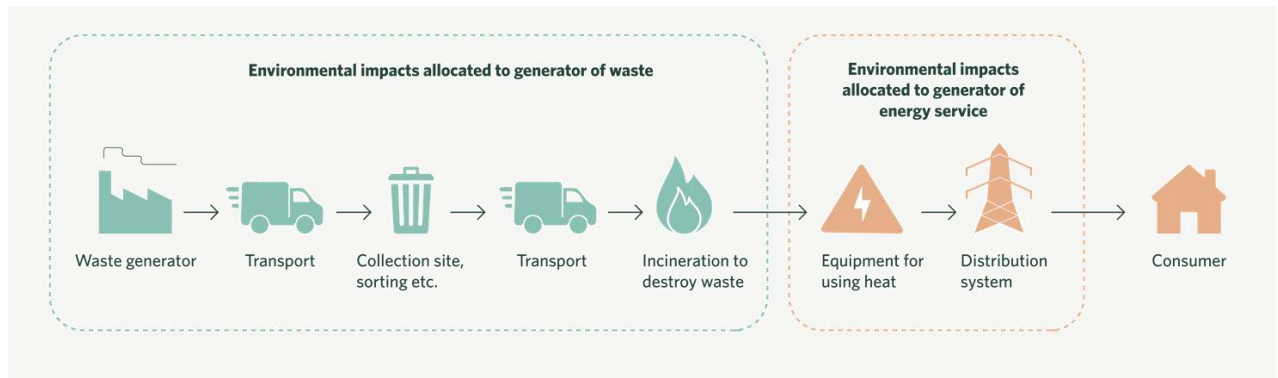 Environmental impacts allocated to generator of waste
Environmental impacts
allocated to generator of
energy service
Waste generator
Transport
Collection site,
sorting etc.
Transport
Incineration to
destroy waste
Equipment for
using heat
Distribution
system
Consumer